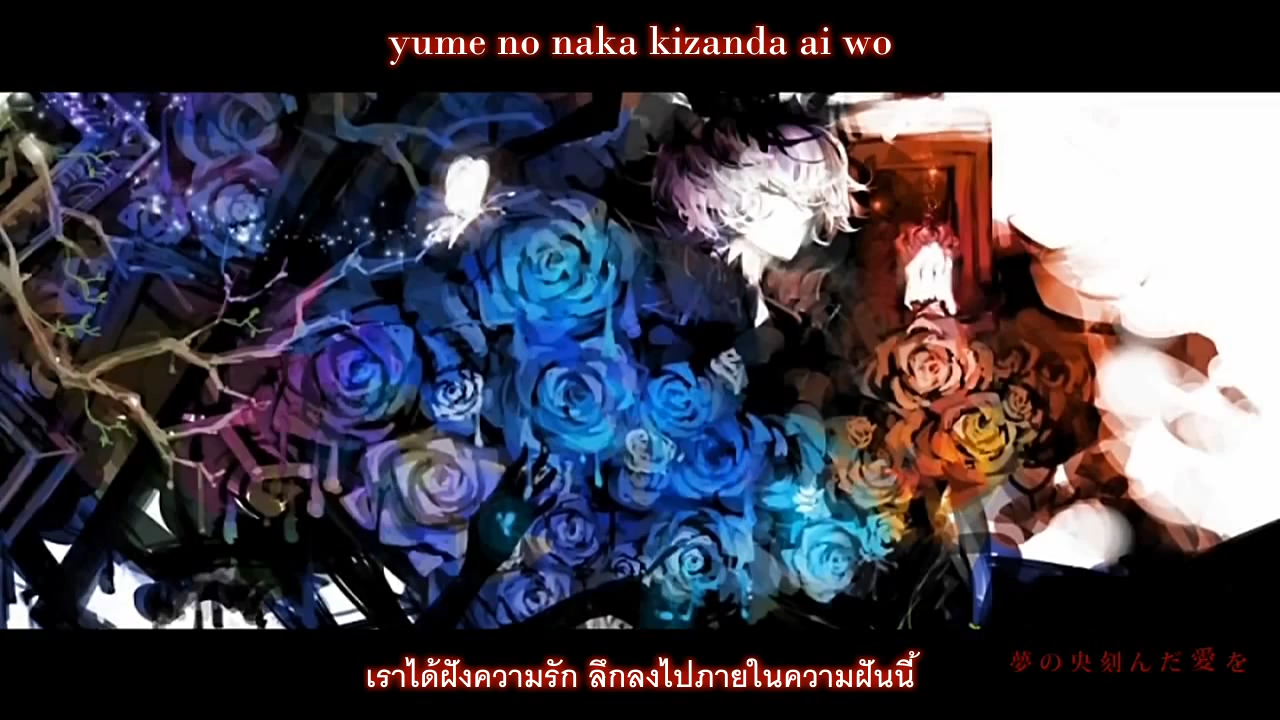 yume no naka kizanda ai wo
夢の央刻んだ愛を
เราได้ฝังความรัก ลึกลงไปภายในความฝันนี้